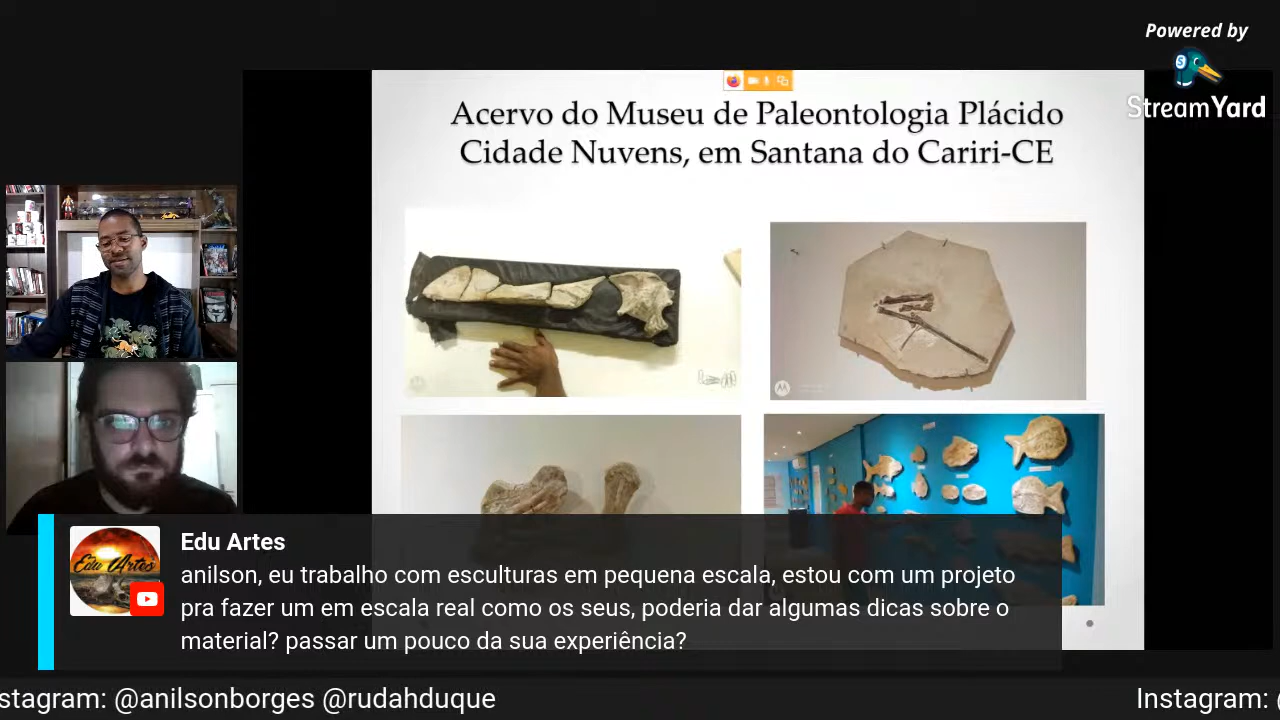 Powered by
StreamYard
Acervo do Museu de Paleontologia Plácido
Cidade Nuvens, em Santana do Cariri-CE
Edu Artes
Edu Artes
anilson, eu trabalho com esculturas em pequena escala, estou com um projeto
pra fazer um em escala real como os seus, poderia dar algumas dicas sobre o
material? passar um pouco da sua experiência?
stagram: @anilsonborges @rudahduque
Instagram: @